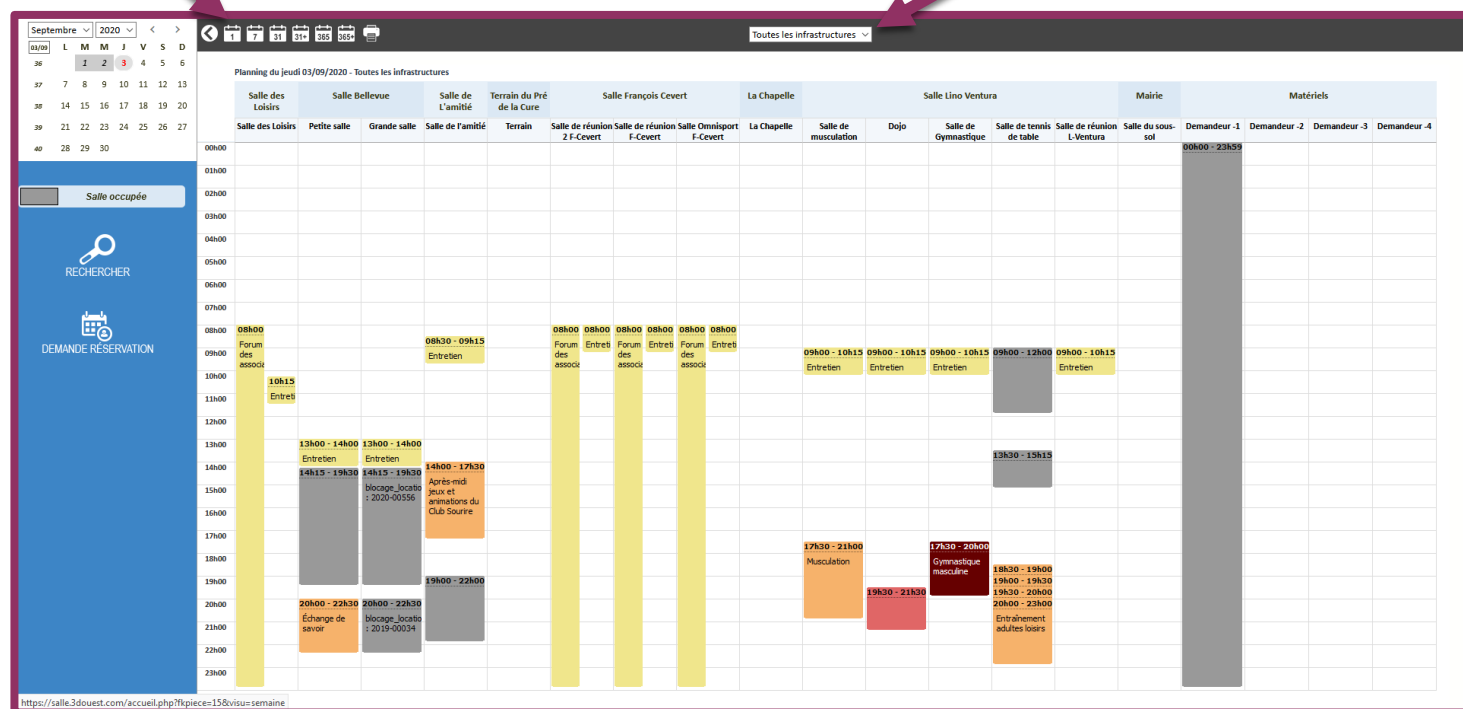 Septembre 2020 < >
03/09 L M M J V S D
36 1 2 3 4 5 6
37 7 8 9 10 11 12 13
38 14 15 16 17 18 19 20
39 21 22 23 24 25 26 27
40 28 29 30
Salle occupée
RECHERCHER
DEMANDE RÉSERVATION
1 7 31 31+ 365 365+
Toutes les infrastructures
Planning du jeudi 03/09/2020 - Toutes les infrastructures
Salle des Loisirs
Salle Bellevue
Salle de L'amitié
Terrain du Pré de la Cure
Salle François Cevert
La Chapelle
Salle Lino Ventura
Mairie
Matériels
Salle des Loisirs
Petite salle
Grande salle
Salle de l'amitié
Terrain
Salle de réunion 2 F-Cevert
Salle de réunion F-Cevert
Salle Omnisport F-Cevert
La Chapelle
Salle de musculation
Dojo
Salle de Gymnastique
Salle de tennis de table
Salle de réunion L-Ventura
Salle du sous-sol
Demandeur -1
Demandeur -2
Demandeur -3
Demandeur -4
00h00
01h00
02h00
03h00
04h00
05h00
06h00
07h00
08h00
09h00
10h00
11h00
12h00
13h00
14h00
15h00
16h00
17h00
18h00
19h00
20h00
21h00
22h00
23h00
08h00
Forum
des
associa
10h15
Entreti
13h00 - 14h00
Entretien
14h15 - 19h30
20h00 - 22h30
Échange de
savoir
13h00 - 14h00
Entretien
14h15 - 19h30
blocage_locatio
: 2020-00556
20h00 - 22h30
blocage_locatio
: 2019-00034
08h30 - 09h15
Entretien
14h00 - 17h30
Après-midi
jeux et
animations du
Club Sourire
19h00 - 22h00
08h00
Forum
des
associa
08h00
Entreti
08h00
Forum
des
associa
08h00
Entreti
08h00
Forum
des
associa
08h00
Entreti
09h00 - 10h15
Entretien
17h30 - 21h00
Musculation
09h00 - 10h15
Entretien
19h30 - 21h30
09h00 - 10h15
Entretien
17h30 - 20h00
Gymnastique
masculine
09h00 - 12h00
13h30 - 15h15
18h30 - 19h00
19h00 - 19h30
19h30 - 20h00
20h00 - 23h00
Entraînement
adultes loisirs
09h00 - 10h15
Entretien
00h00 - 23h59
https://salle.3douest.com/accueil.php?fkpiece=15&visu=semaine